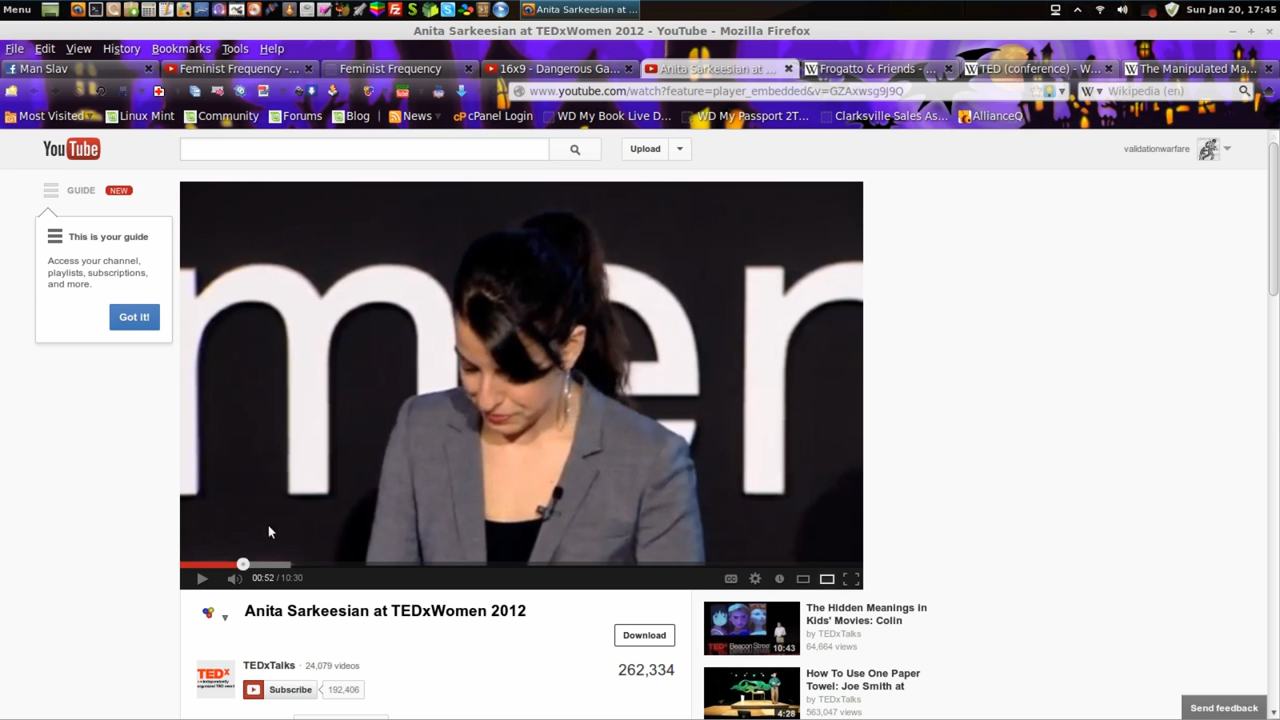 Menu
Anita Sarkeesian at ...
Sun Jan 20, 17:45
Anita Sarkeesian at TEDxWomen 2012 - YouTube - Mozilla Firefox
File Edit View History Bookmarks Tools Help
Man Slav
Feminist Frequency -...
Feminist Frequency
16x9 - Dangerous Ga...
Anita Sarkeesian at ...
Frogatto & Friends - ...
TED (conference) - W...
The Manipulated Ma...
www.youtube.com/watch?feature=player_embedded&v=GZAxwsg9J9Q
Wikipedia (en)
Most Visited
Linux Mint
Community
Forums
Blog
News
cPanel Login
WD My Book Live D...
WD My Passport 2T...
Clarksville Sales As...
AllianceQ
YouTube
Upload
validationwarfare
GUIDE NEW
This is your guide
Access your channel,
playlists, subscriptions,
and more.
Got it!
mer
00:52 / 10:30
CC
Anita Sarkeesian at TEDxWomen 2012
Download
TEDx
TEDxTalks · 24,079 videos
Subscribe 192,406
262,334
The Hidden Meanings in
Kids' Movies: Colin
by TEDxTalks
64,664 views
10:43
How To Use One Paper
Towel: Joe Smith at
by TEDxTalks
563,047 views
4:28
Send feedback